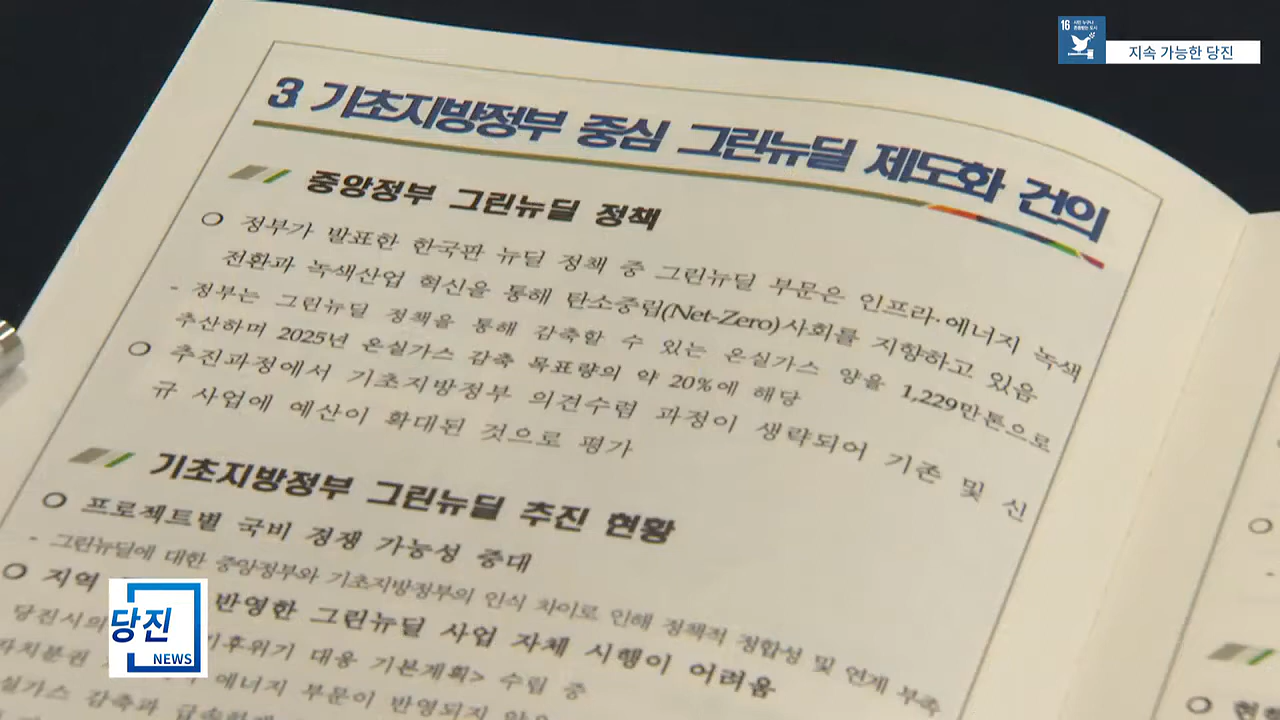 16
지속 가능한 당진
3. 기초지방정부 중심 그린뉴딜 제도화 건의
중앙정부 그린뉴딜 정책
○ 정부가 발표한 한국판 뉴딜 정책 중 그린뉴딜 부문은 인프라·에너지 녹색
전환과 녹색산업 혁신을 통해 탄소중립(Net-Zero)사회를 지향하고 있음
- 정부는 그린뉴딜 정책을 통해 감축할 수 있는 온실가스 양을 1,229만톤으로
추산하며 2025년 온실가스 감축 목표량의 약 20%에 해당
○ 추진과정에서 기초지방정부 의견수렴 과정이 생략되어 기존 및 신
규 사업에 예산이 확대된 것으로 평가
기초지방정부 그린뉴딜 추진 현황
○ 프로젝트별 국비 경쟁 가능성 증대
- 그린뉴딜에 대한 중앙정부와 기초지방정부의 인식 차이로 인해 정책적 정합성 및 연계 부족
○ 지역 반영한 그린뉴딜 사업 자체 시행이 어려움
당진시의 기후위기 대응 기본계획> 수립 중
자치분권 에너지 부문이 반영되지
실가스 감축과
당진
NEWS